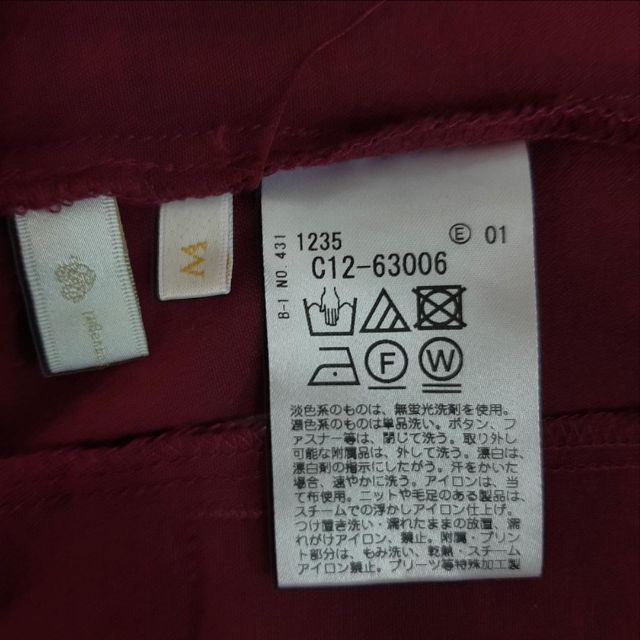 1235 Ⓔ 01
C12-63006
B-1 NO. 431
F W
淡色系のものは、無蛍光洗剤を使用。
濃色系のものは単品洗い。ボタン、フ
ァスナー等は、閉じて洗う。取り外し
可能な附属品は、外して洗う。漂白は、
漂白剤の指示にしたがう。汗をかいた
場合、速やかに洗う。アイロンは、当
て布使用。ニットや毛足のある製品は、
スチームでの浮かしアイロン仕上げ。
つけ置き洗い・濡れたままの放置、濡
れがけアイロン、禁止。附属・プリン
ト部分は、もみ洗い、乾熱・スチーム
アイロン禁止。プリーツ等特殊加工製
M